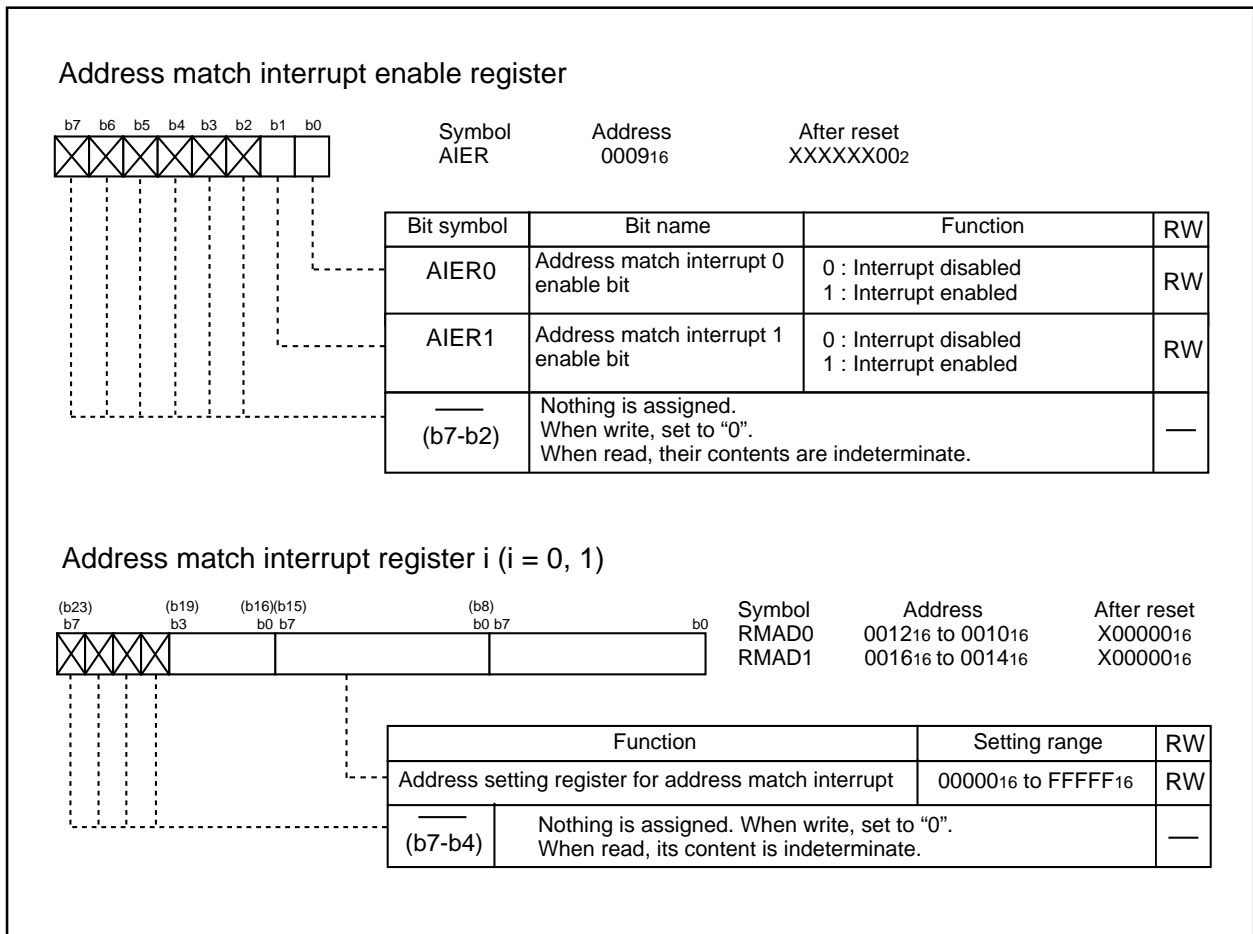 Address match interrupt enable register
b7 b6 b5 b4 b3 b2 b1 b0
Symbol Address After reset
AIER 000916 XXXXXX002
Bit symbol Bit name Function RW
AIER0 Address match interrupt 0 enable bit 0 : Interrupt disabled 1 : Interrupt enabled RW
AIER1 Address match interrupt 1 enable bit 0 : Interrupt disabled 1 : Interrupt enabled RW
(b7-b2) Nothing is assigned.
When write, set to “0”.
When read, their contents are indeterminate.
—
Address match interrupt register i (i = 0, 1)
(b23) (b19) (b16)(b15) (b8)
b7 b3 b0 b7 b0 b7 b0
Symbol Address After reset
RMAD0 001216 to 001016 X0000016
RMAD1 001616 to 001416 X0000016
Function Setting range RW
Address setting register for address match interrupt 0000016 to FFFFF16 RW
(b7-b4) Nothing is assigned. When write, set to “0”.
When read, its content is indeterminate.
—